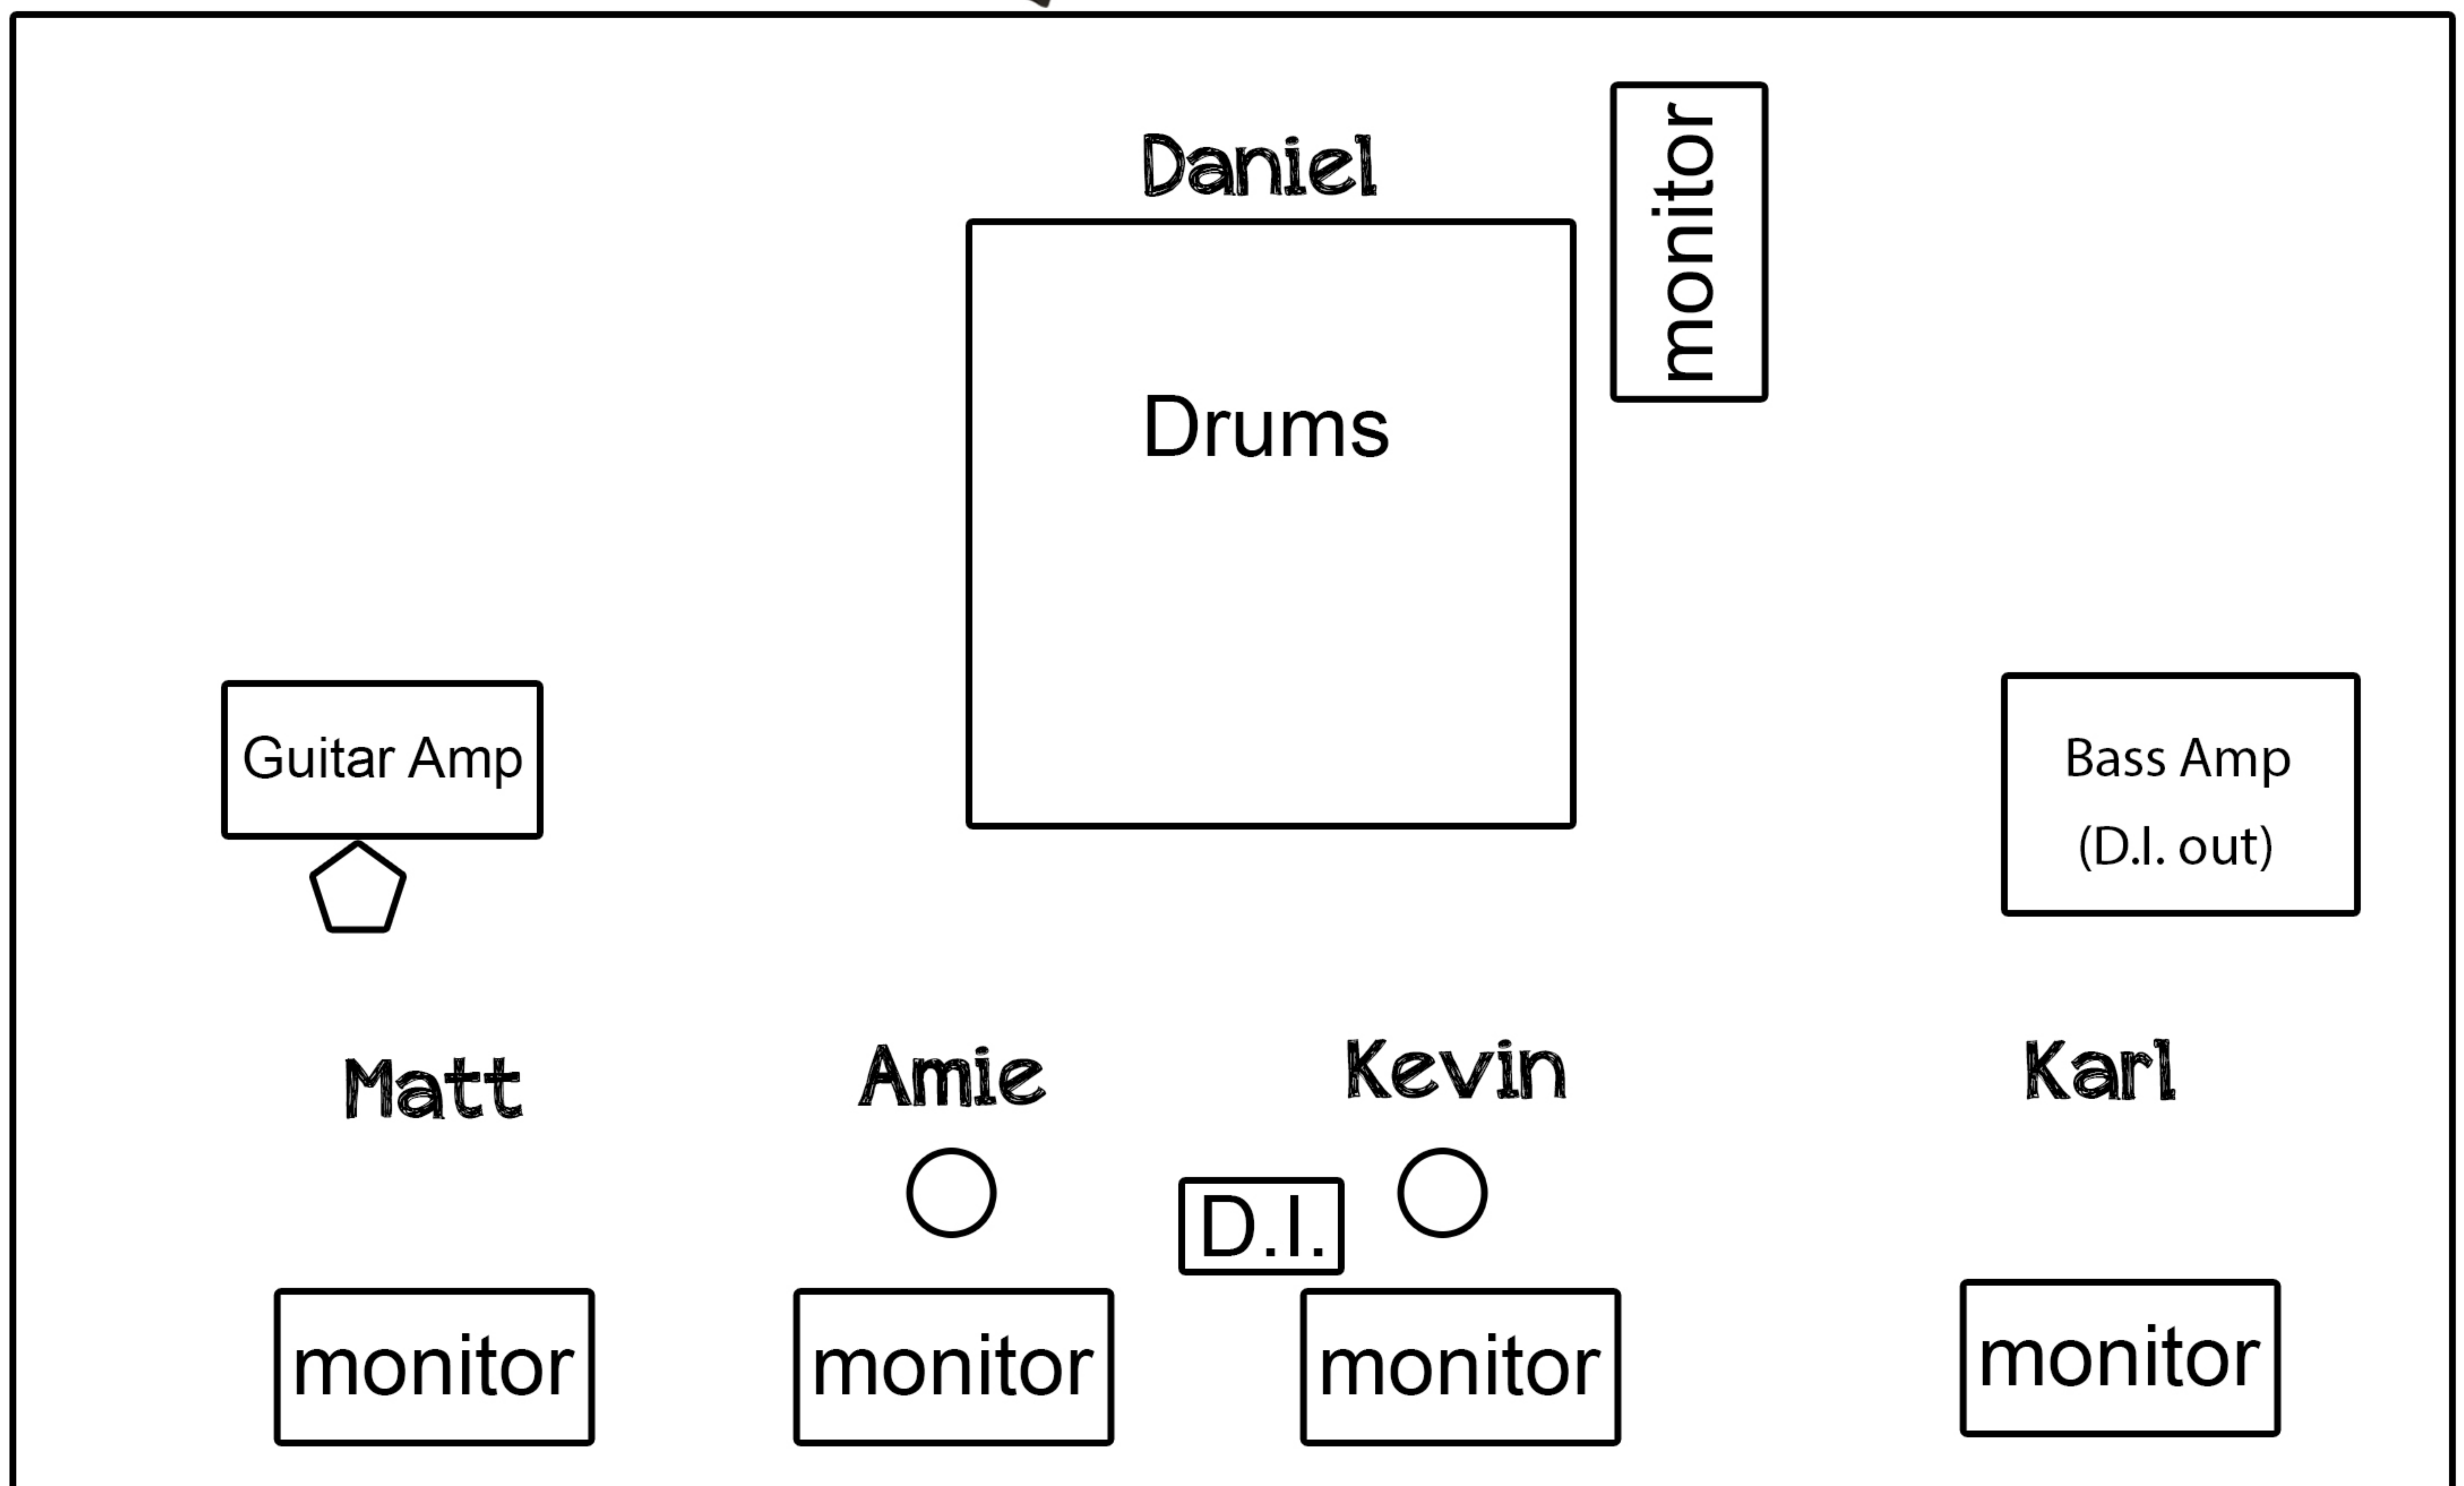 monitor
Daniel
Drums
Guitar Amp
Bass Amp
(D.I. out)
Matt
Amie
Kevin
Karl
D.I.
monitor
monitor
monitor
monitor